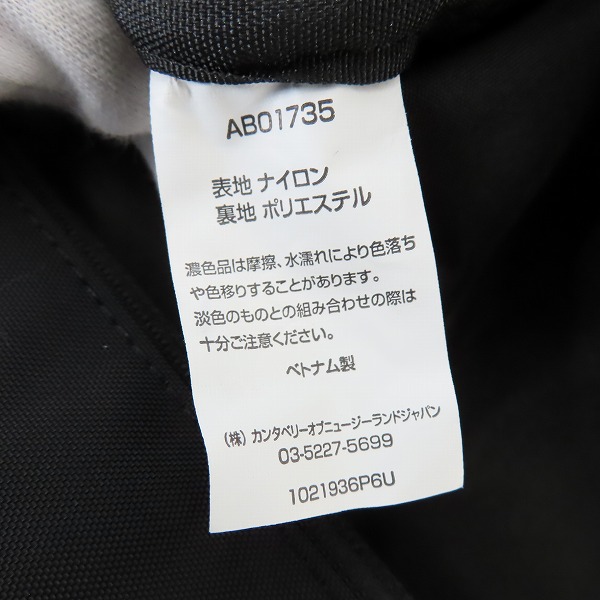 AB01735
表地 ナイロン
裏地 ポリエステル
濃色品は摩擦、水濡れにより色落ち
や色移りすることがあります。
淡色のものとの組み合わせの際は
十分ご注意ください。
ベトナム製
(株) カンタベリーオブニュージーランドジャパン
03-5227-5699
1021936P6U